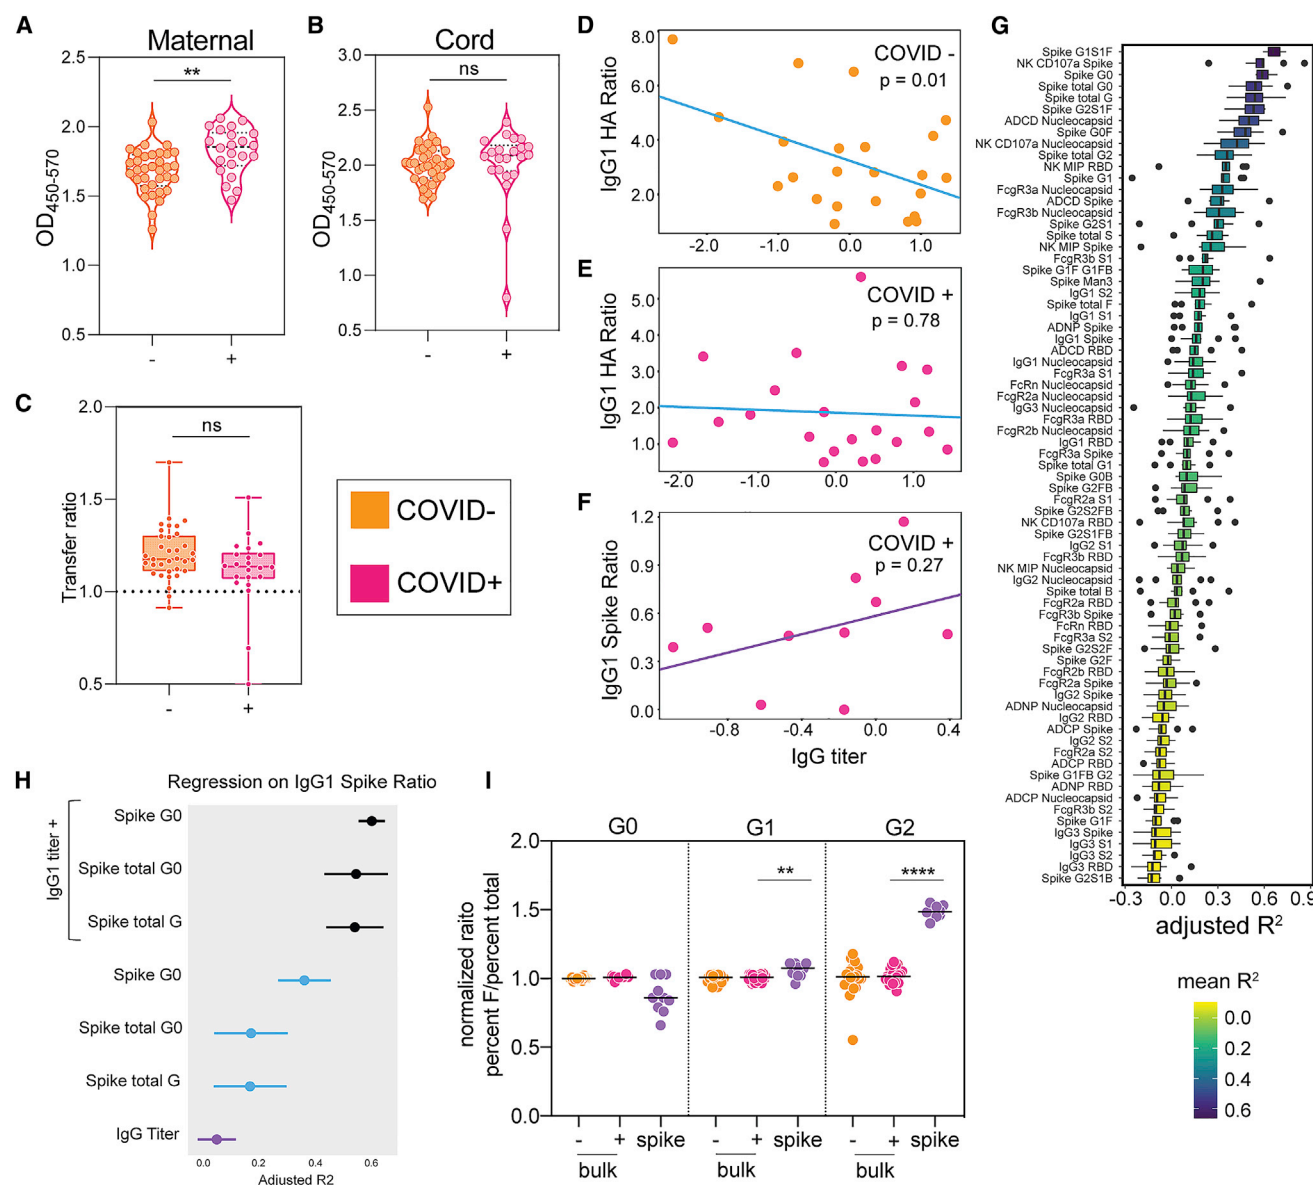 A
Maternal
2.5
2.0
1.5
1.0
0.5
OD450-570
**
-
+
B
Cord
3.0
2.5
2.0
1.5
1.0
0.5
OD450-570
ns
-
+
C
2.0
1.5
1.0
0.5
Transfer ratio
ns
-
+
COVID-
COVID+
D
8.0
6.0
4.0
2.0
IgG1 HA Ratio
COVID -
p = 0.01
-2.0
-1.0
0.0
1.0
E
5.0
4.0
3.0
2.0
1.0
IgG1 HA Ratio
COVID +
p = 0.78
-2.0
-1.0
0.0
1.0
F
1.2
0.9
0.6
0.3
0.0
IgG1 Spike Ratio
COVID +
p = 0.27
-0.8
-0.4
0.0
0.4
IgG titer
G
Spike G1S1F
NK CD107a Spike
Spike G0
Spike total G0
Spike total G
Spike G2S1F
ADCD Nucleocapsid
Spike G0F
NK CD107a Nucleocapsid
Spike total G2
NK MIP RBD
Spike G1
FcgR3a Nucleocapsid
ADCD Spike
FcgR3b Nucleocapsid
Spike G2S1
Spike total S
NK MIP Spike
FcgR3b S1
Spike G1F G1FB
Spike Man3
IgG1 S2
Spike total F
IgG1 S1
ADNP Spike
IgG1 Spike
ADCD RBD
IgG1 Nucleocapsid
FcgR3a S1
FcRn Nucleocapsid
FcgR2a Nucleocapsid
IgG3 Nucleocapsid
FcgR3a RBD
FcgR2b Nucleocapsid
IgG1 RBD
FcgR3a Spike
Spike total G1
Spike G0B
Spike G2FB
FcgR2a S1
Spike G2S2FB
NK CD107a RBD
Spike G2S1FB
IgG2 S1
FcgR3b RBD
NK MIP Nucleocapsid
IgG2 Nucleocapsid
Spike total B
FcgR2a RBD
FcgR3b Spike
FcRn RBD
FcgR3a S2
Spike G2S2F
Spike G2F
FcgR2b RBD
FcgR2a Spike
IgG2 Spike
ADNP Nucleocapsid
IgG2 RBD
ADCP Spike
IgG2 S2
FcgR2a S2
ADCP RBD
Spike G1FB G2
ADNP RBD
ADCP Nucleocapsid
FcgR3b S2
Spike G1F
IgG3 Spike
IgG3 S1
IgG3 S2
IgG3 RBD
Spike G2S1B
-0.3
0.0
0.3
0.6
0.9
adjusted R2
mean R2
0.0
0.2
0.4
0.6
H
Regression on IgG1 Spike Ratio
IgG1 titer +
Spike G0
Spike total G0
Spike total G
Spike G0
Spike total G0
Spike total G
IgG Titer
0.0
0.2
0.4
0.6
Adjusted R2
I
G0
G1
G2
2.0
1.5
1.0
0.5
0.0
normalized raito
percent F/percent total
**
****
-
+
spike
-
+
spike
-
+
spike
bulk
bulk
bulk